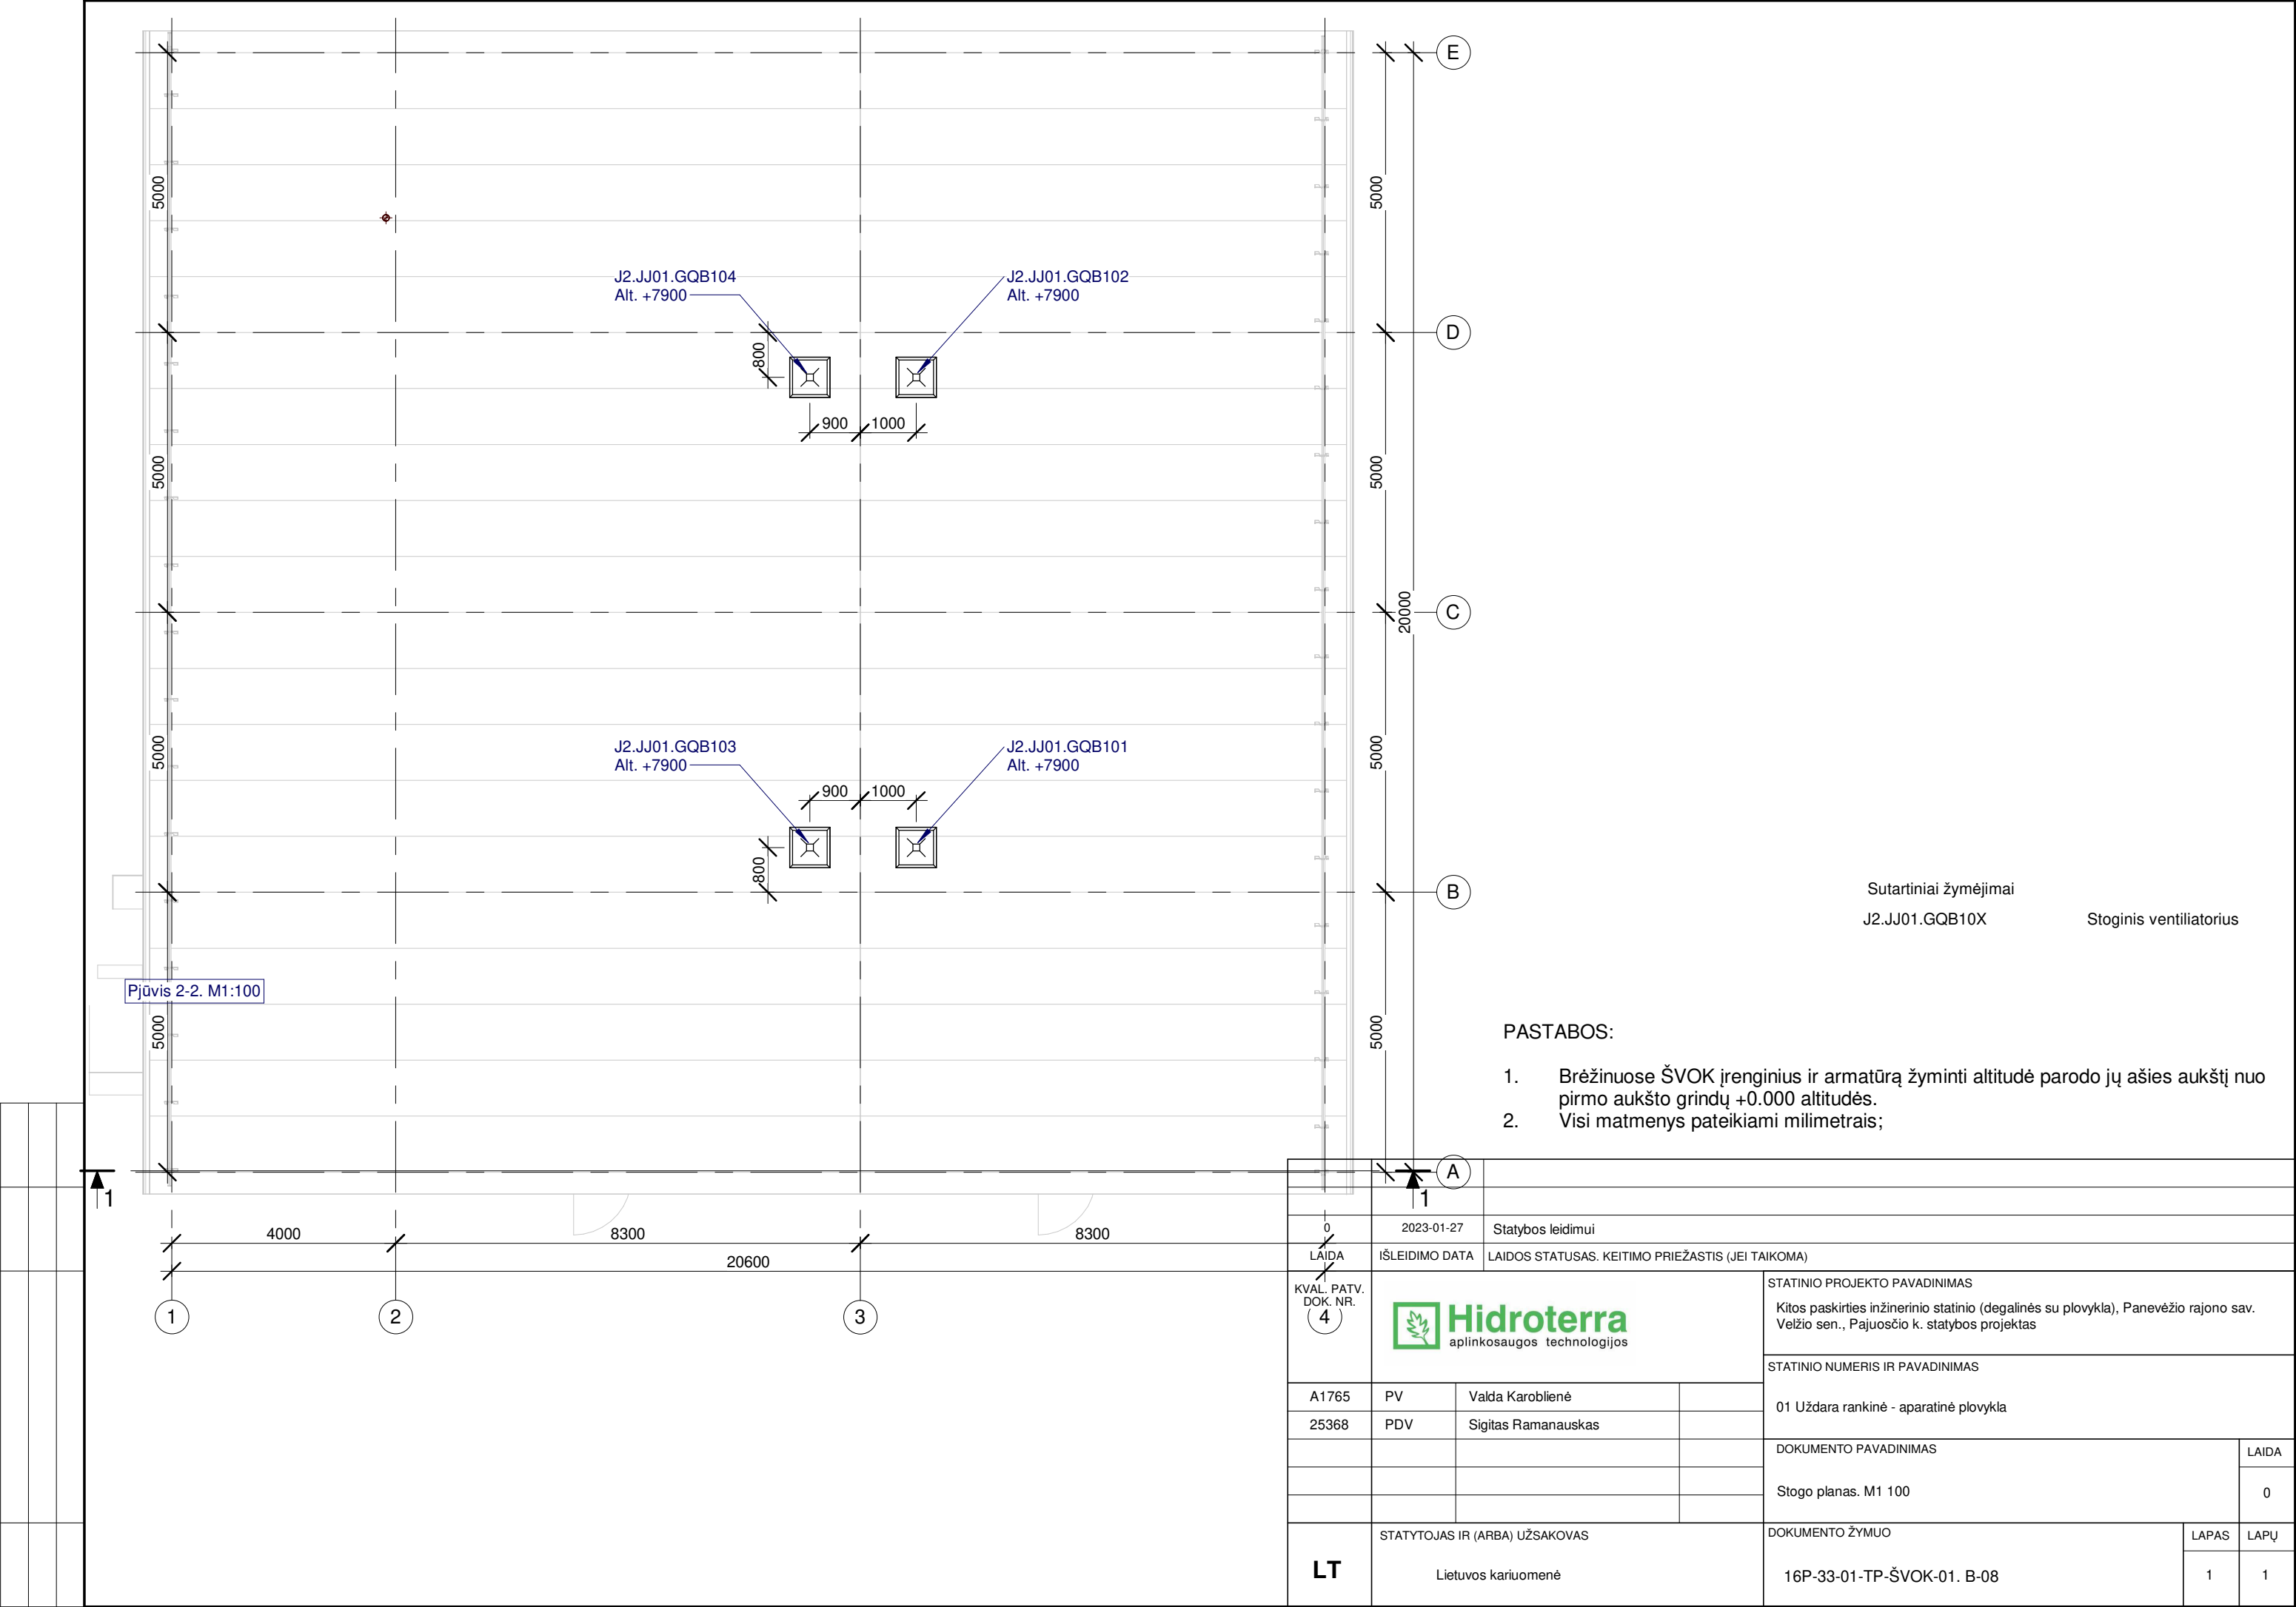 E
5000
5000
J2.JJ01.GQB104
Alt. +7900
J2.JJ01.GQB102
Alt. +7900
D
800
900
1000
5000
5000
C
20000
J2.JJ01.GQB103
Alt. +7900
J2.JJ01.GQB101
Alt. +7900
5000
5000
900
1000
800
B
Sutartiniai žymėjimai
J2.JJ01.GQB10X
Stoginis ventiliatorius
Pjūvis 2-2. M1:100
5000
5000
PASTABOS:
1. Brėžinuose ŠVOK įrenginius ir armatūrą žyminti altitudė parodo jų ašies aukštį nuo
pirmo aukšto grindų +0.000 altitudės.
2. Visi matmenys pateikiami milimetrais;
A
1
1
4000
8300
8300
20600
1
2
3
4
0
2023-01-27
Statybos leidimui
LAIDA
IŠLEIDIMO DATA
LAIDOS STATUSAS. KEITIMO PRIEŽASTIS (JEI TAIKOMA)
KVAL. PATV.
DOK. NR.
Hidroterra
aplinkosaugos technologijos
STATINIO PROJEKTO PAVADINIMAS
Kitos paskirties inžinerinio statinio (degalinės su plovykla), Panevėžio rajono sav.
Velžio sen., Pajuosčio k. statybos projektas
STATINIO NUMERIS IR PAVADINIMAS
01 Uždara rankinė - aparatinė plovykla
A1765
PV
Valda Karoblienė
25368
PDV
Sigitas Ramanauskas
DOKUMENTO PAVADINIMAS
LAIDA
Stogo planas. M1 100
0
STATYTOJAS IR (ARBA) UŽSAKOVAS
DOKUMENTO ŽYMUO
LAPAS
LAPŲ
LT
Lietuvos kariuomenė
16P-33-01-TP-ŠVOK-01. B-08
1
1